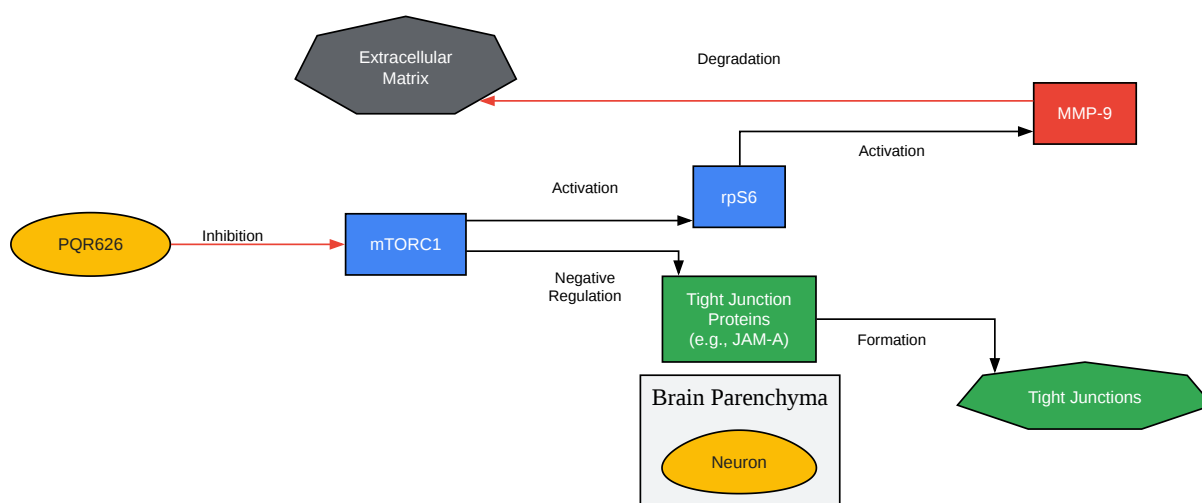 Extracellular
Matrix
Degradation
MMP-9
Activation
rpS6
Activation
PQR626
Inhibition
mTORC1
Negative
Regulation
Tight Junction
Proteins
(e.g., JAM-A)
Formation
Tight Junctions
Brain Parenchyma
Neuron